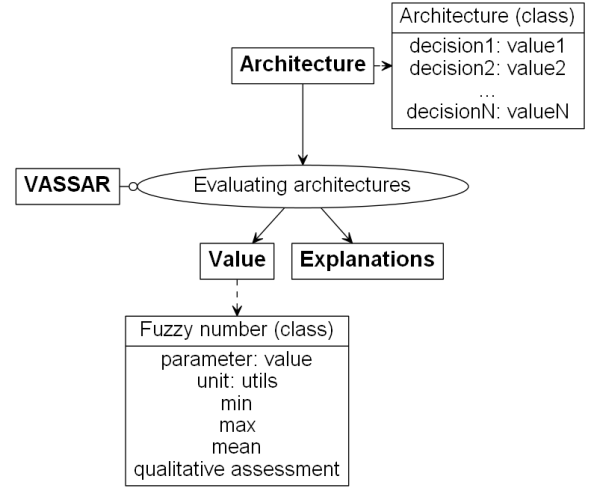 Architecture (class)
decision1: value1
decision2: value2
...
decisionN: valueN
Architecture
Evaluating architectures
VASSAR
Value
Explanations
Fuzzy number (class)
parameter: value
unit: utils
min
max
mean
qualitative assessment